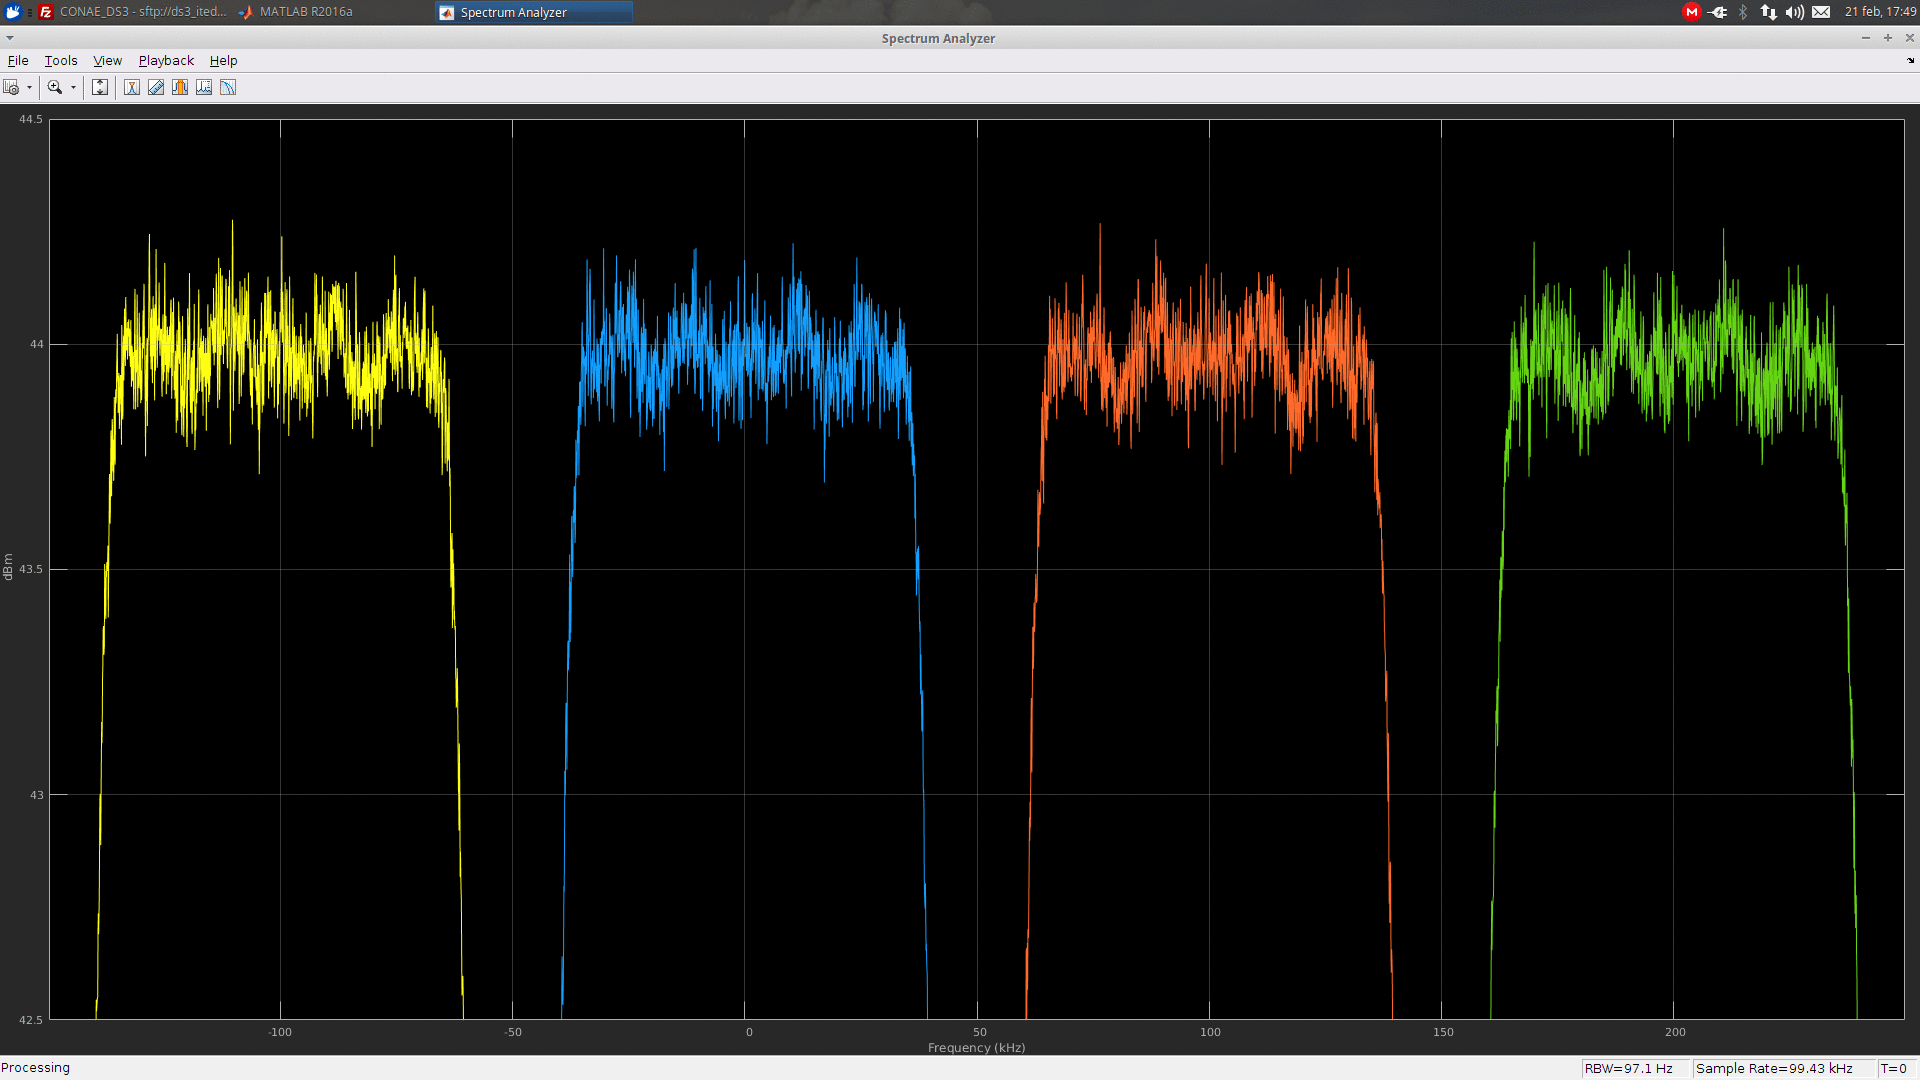 CONAE_DS3 - sftp://ds3_ited... MATLAB R2016a Spectrum Analyzer M 21 feb, 17:49
Spectrum Analyzer
File Tools View Playback Help
44.5
44
43.5
43
42.5
dBm
-100 -50 0 50 100 150 200
Frequency (kHz)
Processing RBW=97.1 Hz Sample Rate=99.43 kHz T=0